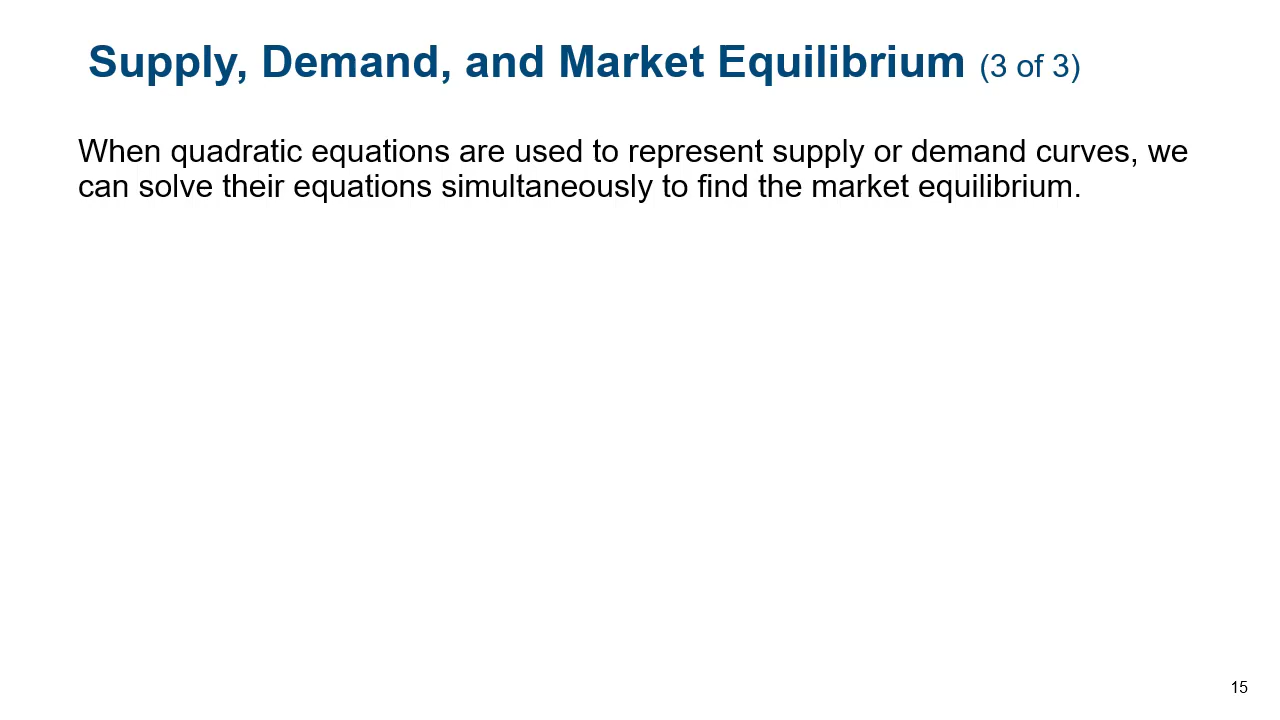 Supply, Demand, and Market Equilibrium (3 of 3)
When quadratic equations are used to represent supply or demand curves, we
can solve their equations simultaneously to find the market equilibrium.
15